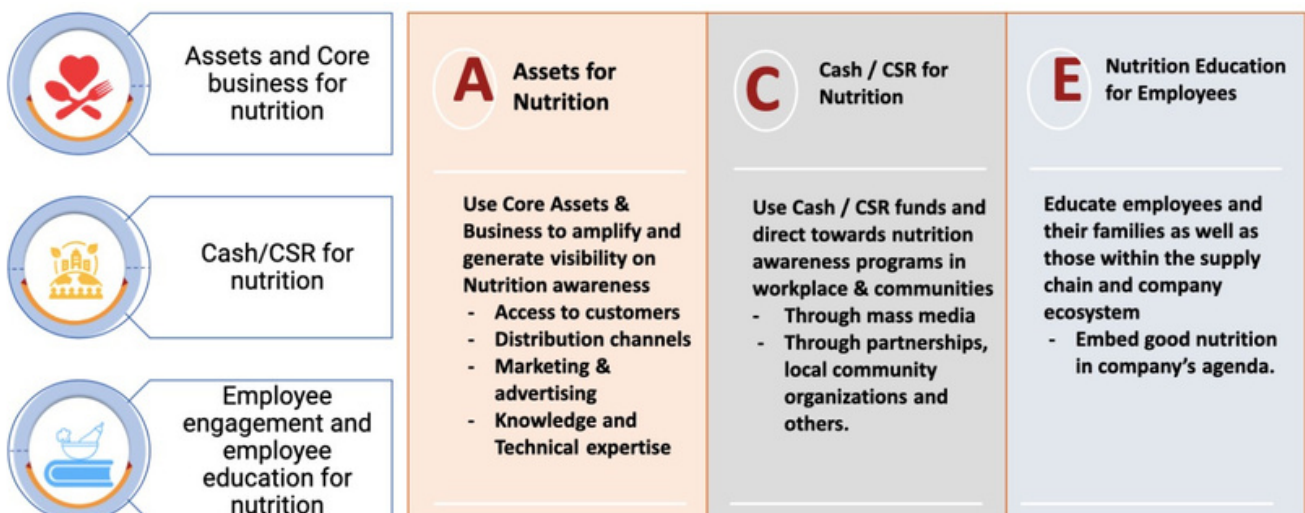 Assets and Core
business for
nutrition
Cash/CSR for
nutrition
Employee
engagement and
employee
education for
nutrition
A
Assets for
Nutrition
Use Core Assets &
Business to amplify and
generate visibility on
Nutrition awareness
- Access to customers
- Distribution channels
- Marketing &
advertising
- Knowledge and
Technical expertise
C
Cash / CSR for
Nutrition
Use Cash / CSR funds and
direct towards nutrition
awareness programs in
workplace & communities
- Through mass media
- Through partnerships,
local community
organizations and
others.
E
Nutrition Education
for Employees
Educate employees and
their families as well as
those within the supply
chain and company
ecosystem
- Embed good nutrition
in company's agenda.